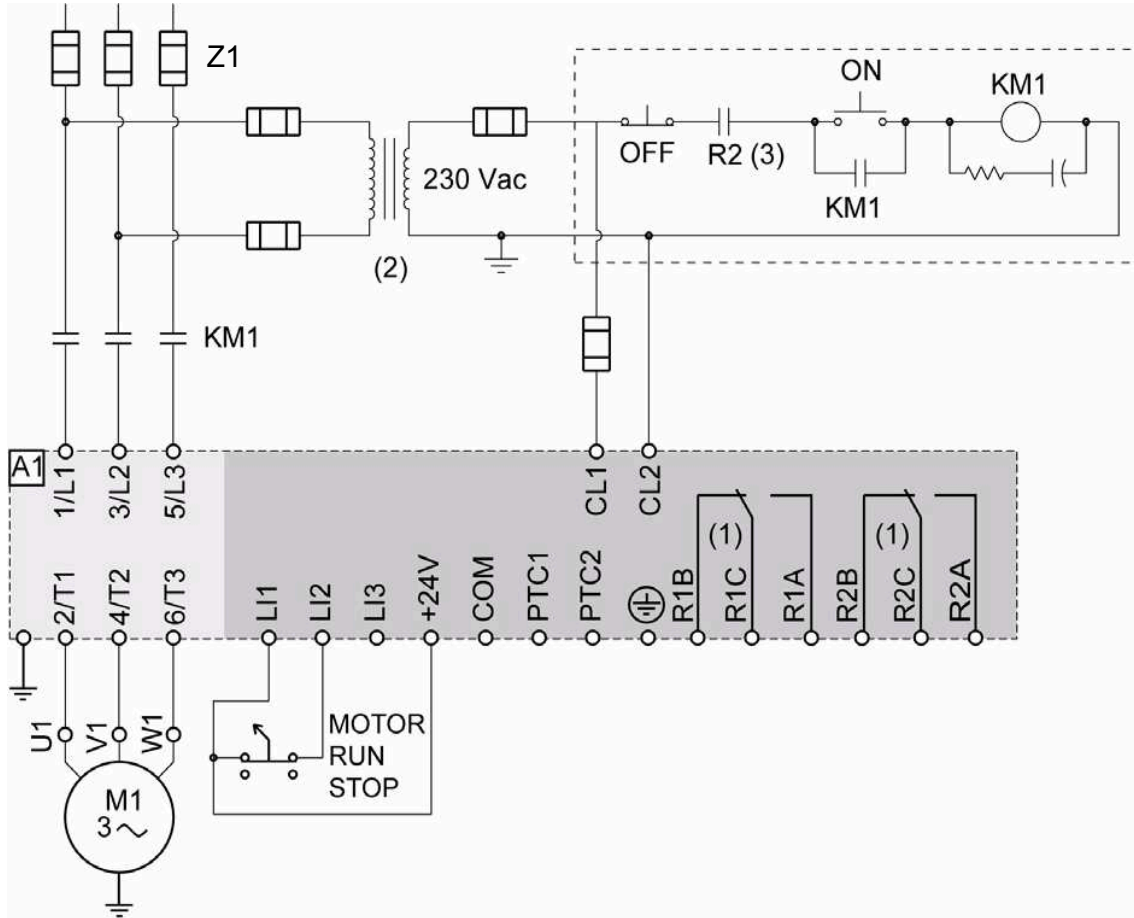 Z1
ON
KM1
OFF
R2 (3)
230 Vac
KM1
(2)
KM1
A1
1/L1
3/L2
5/L3
CL1
CL2
(1)
(1)
2/T1
4/T2
6/T3
LI1
LI2
LI3
+24V
COM
PTC1
PTC2
R1B
R1C
R1A
R2B
R2C
R2A
U1
V1
W1
MOTOR
RUN
STOP
M1
3~